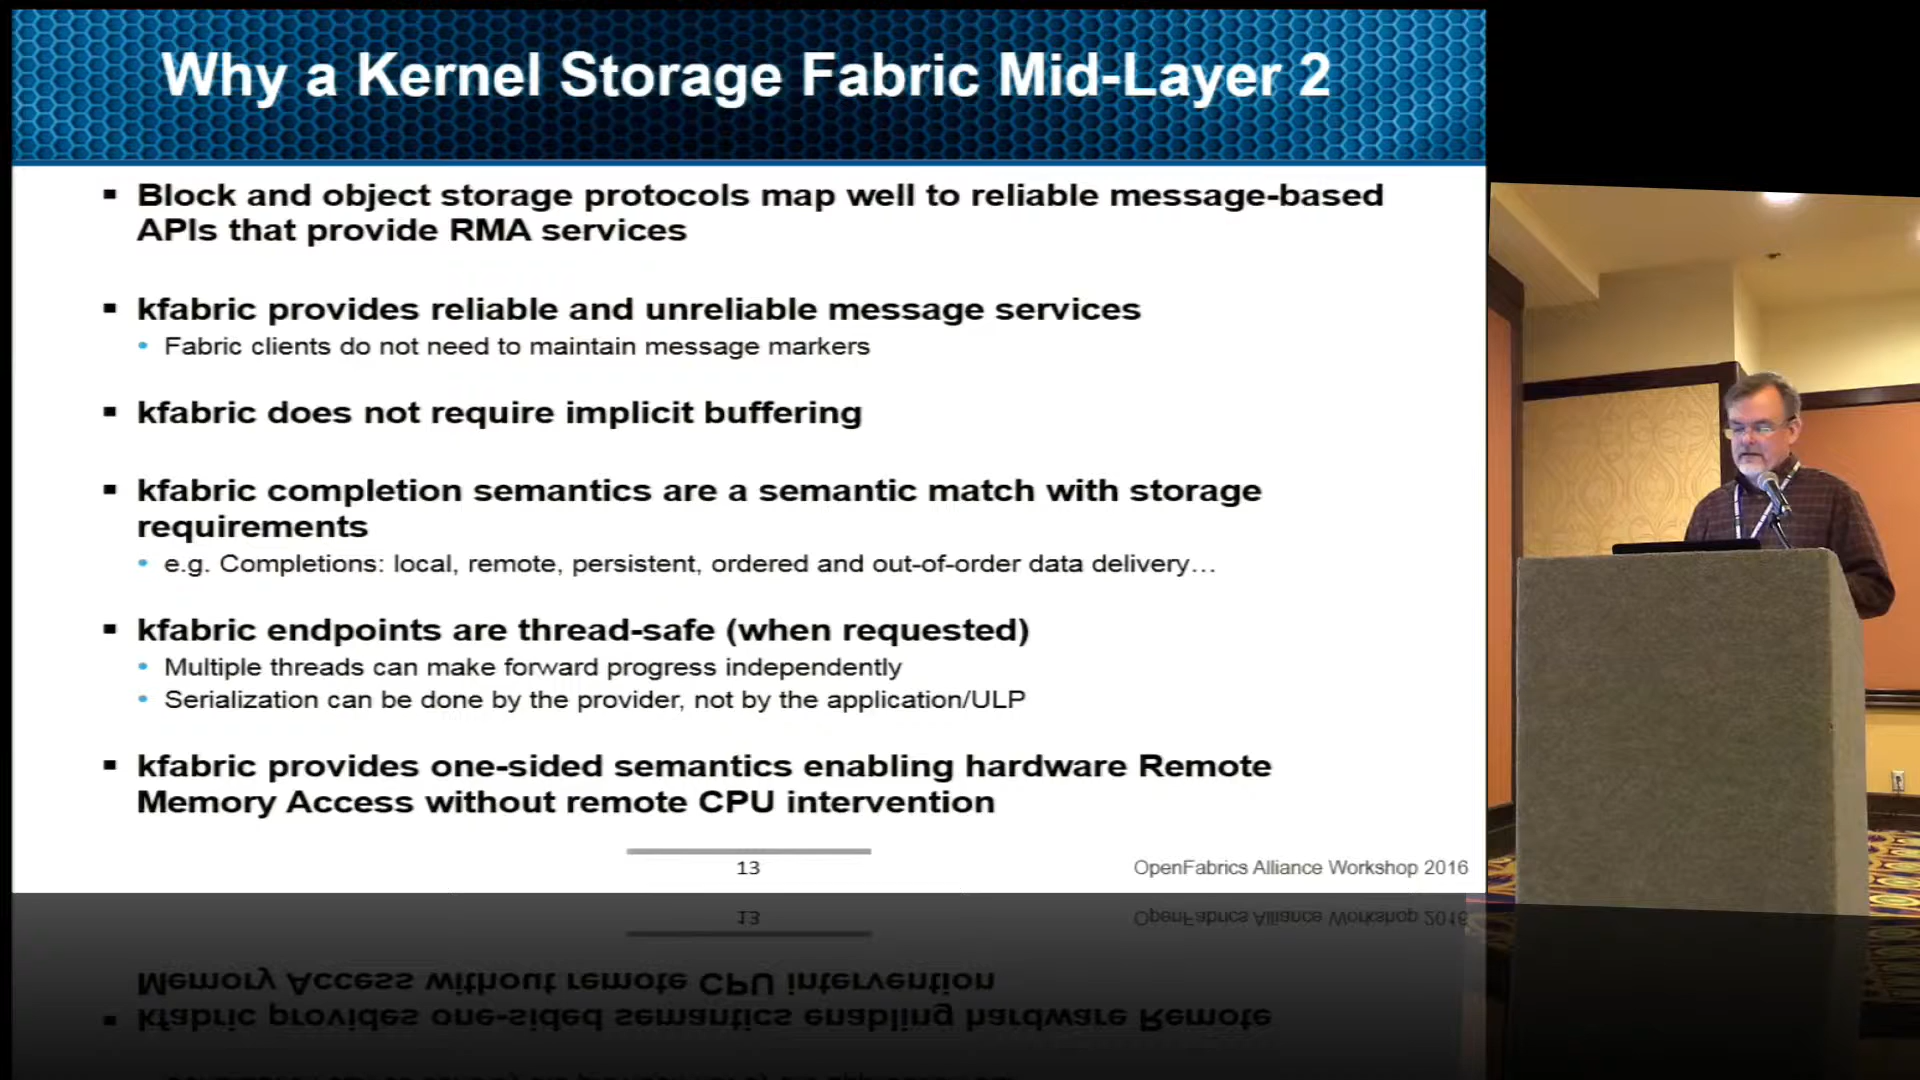 Why a Kernel Storage Fabric Mid-Layer 2
▪ Block and object storage protocols map well to reliable message-based
APIs that provide RMA services
▪ kfabric provides reliable and unreliable message services
• Fabric clients do not need to maintain message markers
▪ kfabric does not require implicit buffering
▪ kfabric completion semantics are a semantic match with storage
requirements
• e.g. Completions: local, remote, persistent, ordered and out-of-order data delivery…
▪ kfabric endpoints are thread-safe (when requested)
• Multiple threads can make forward progress independently
• Serialization can be done by the provider, not by the application/ULP
▪ kfabric provides one-sided semantics enabling hardware Remote
Memory Access without remote CPU intervention
13
OpenFabrics Alliance Workshop 2016